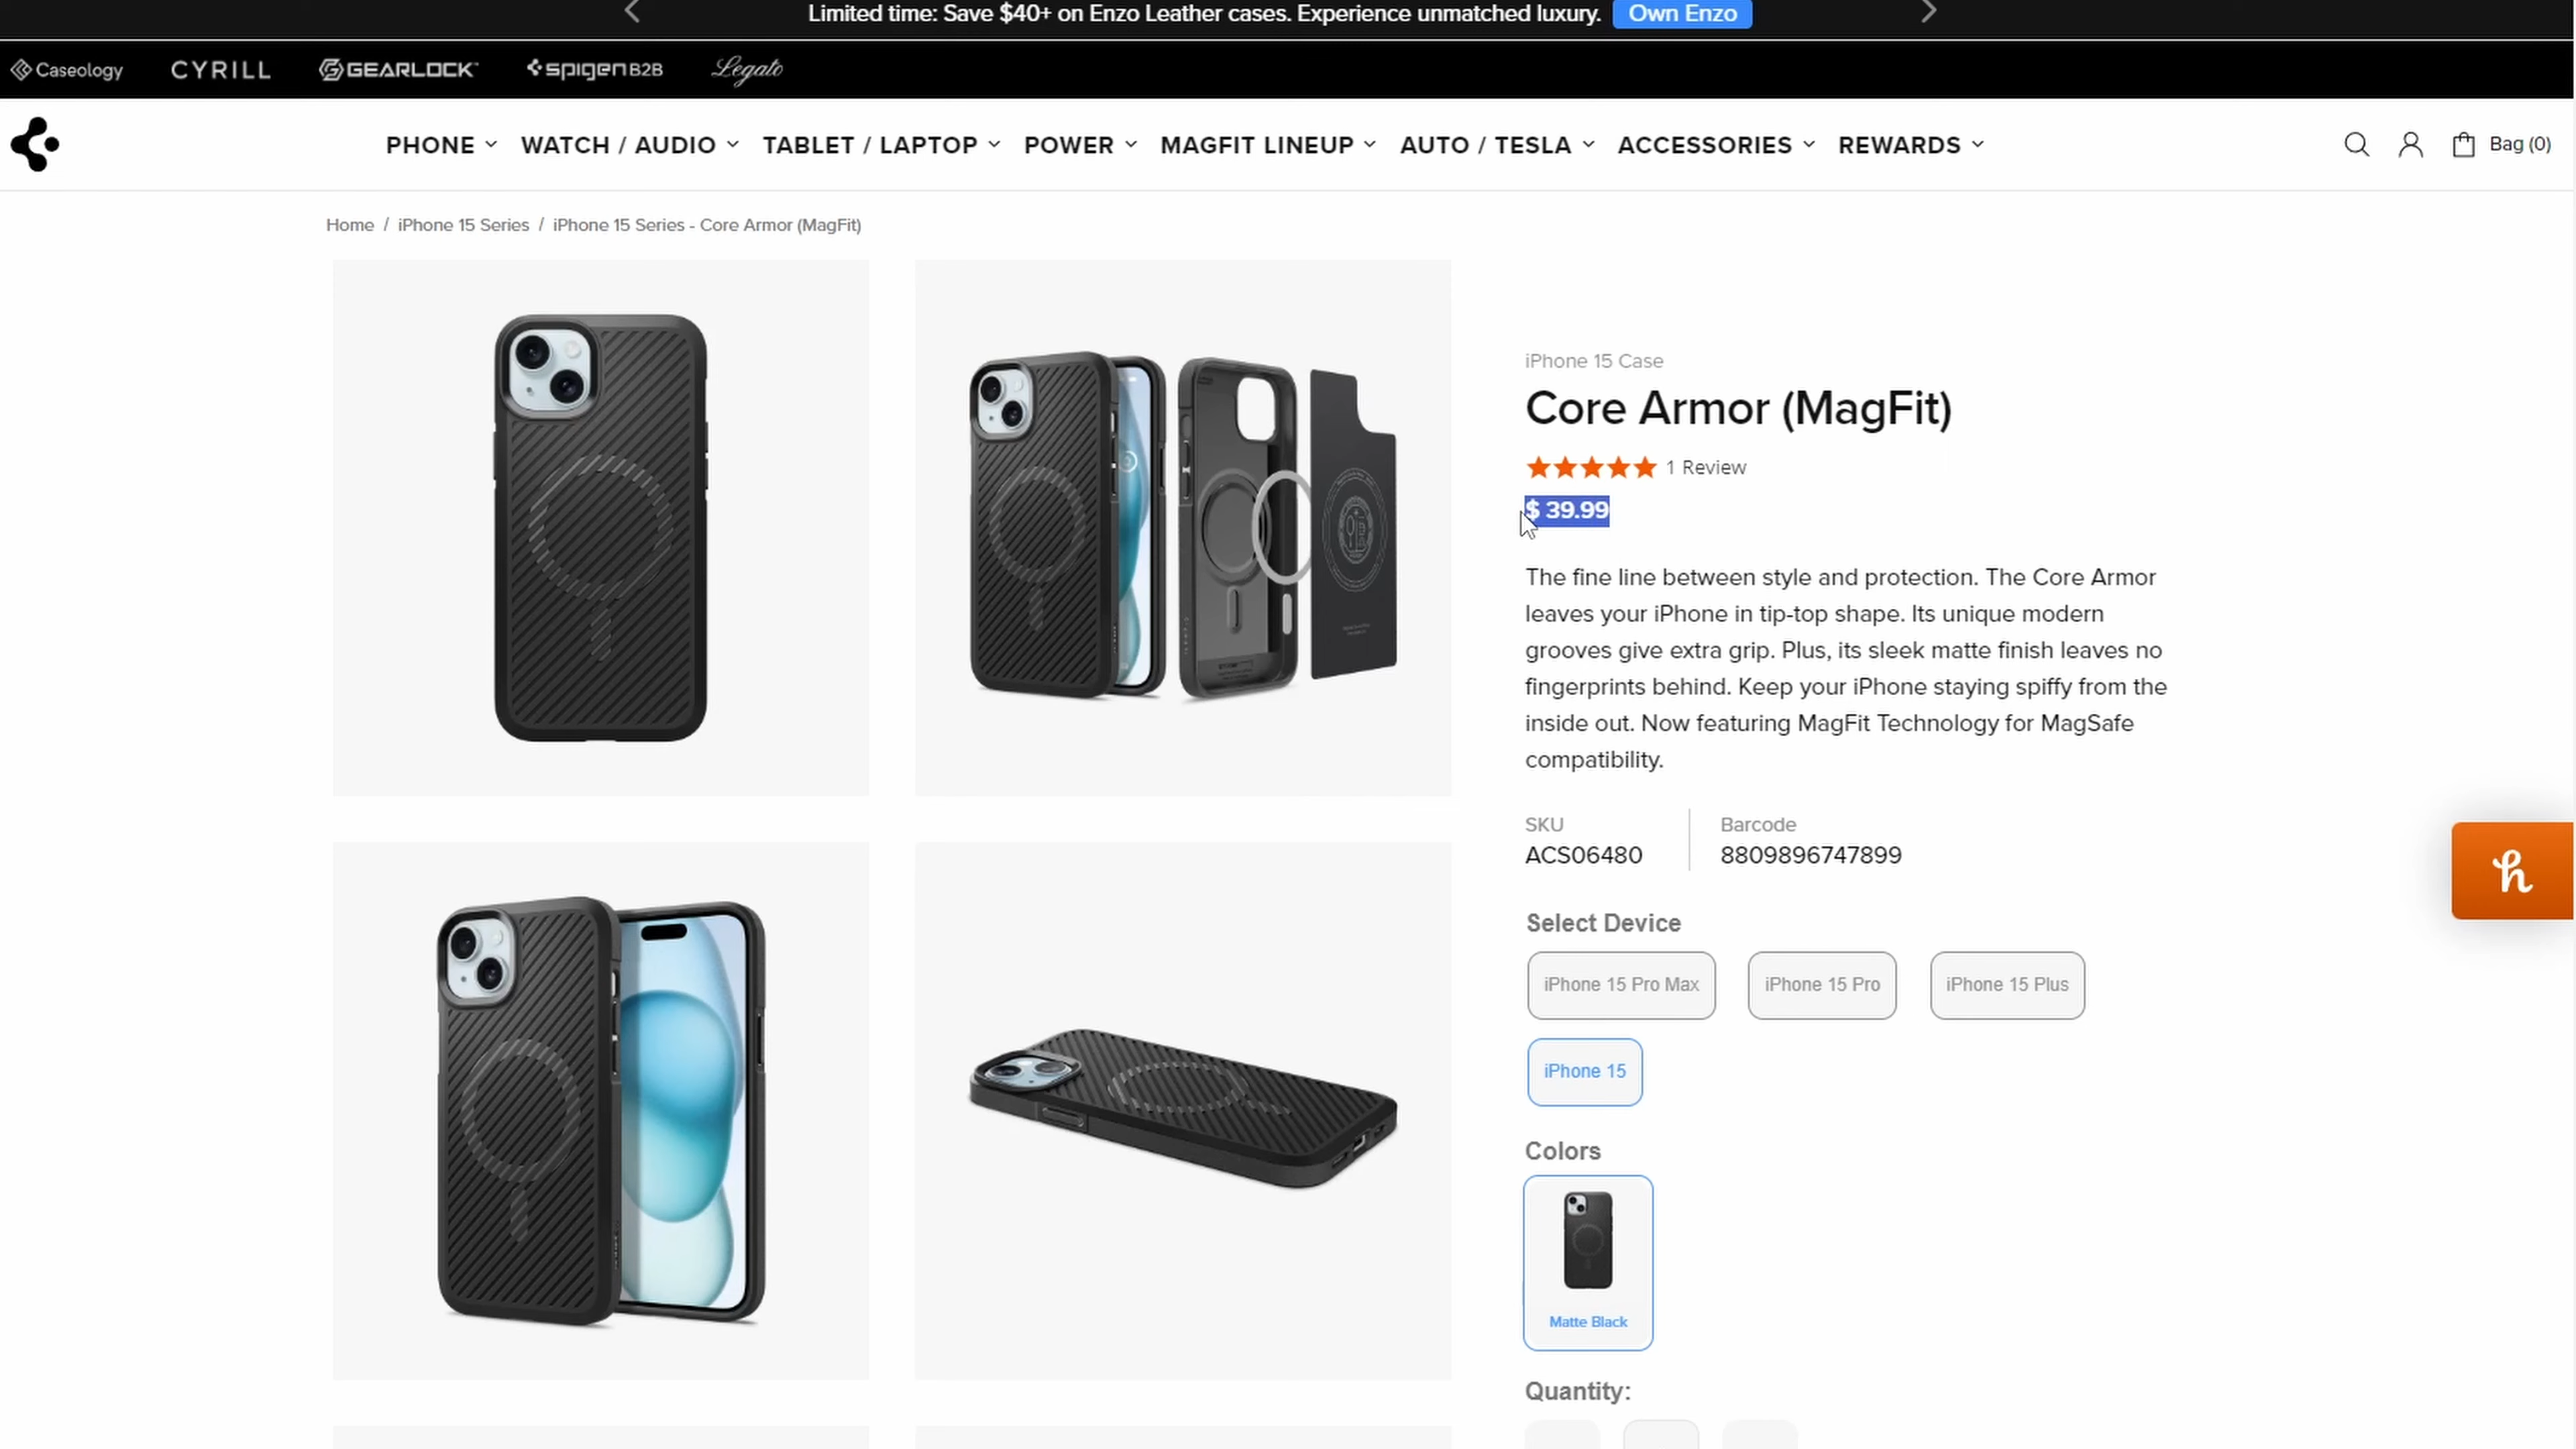 Limited time: Save $40+ on Enzo Leather cases. Experience unmatched luxury. Own Enzo
Caseology CYRILL GEARLOCK spigen B2B Legato
PHONE WATCH / AUDIO TABLET / LAPTOP POWER MAGFIT LINEUP AUTO / TESLA ACCESSORIES REWARDS Bag (0)
Home / iPhone 15 Series / iPhone 15 Series - Core Armor (MagFit)
iPhone 15 Case
Core Armor (MagFit)
1 Review
$ 39.99
The fine line between style and protection. The Core Armor
leaves your iPhone in tip-top shape. Its unique modern
grooves give extra grip. Plus, its sleek matte finish leaves no
fingerprints behind. Keep your iPhone staying spiffy from the
inside out. Now featuring MagFit Technology for MagSafe
compatibility.
SKU Barcode
ACS06480 8809896747899
Select Device
iPhone 15 Pro Max iPhone 15 Pro iPhone 15 Plus
iPhone 15
Colors
Matte Black
Quantity: